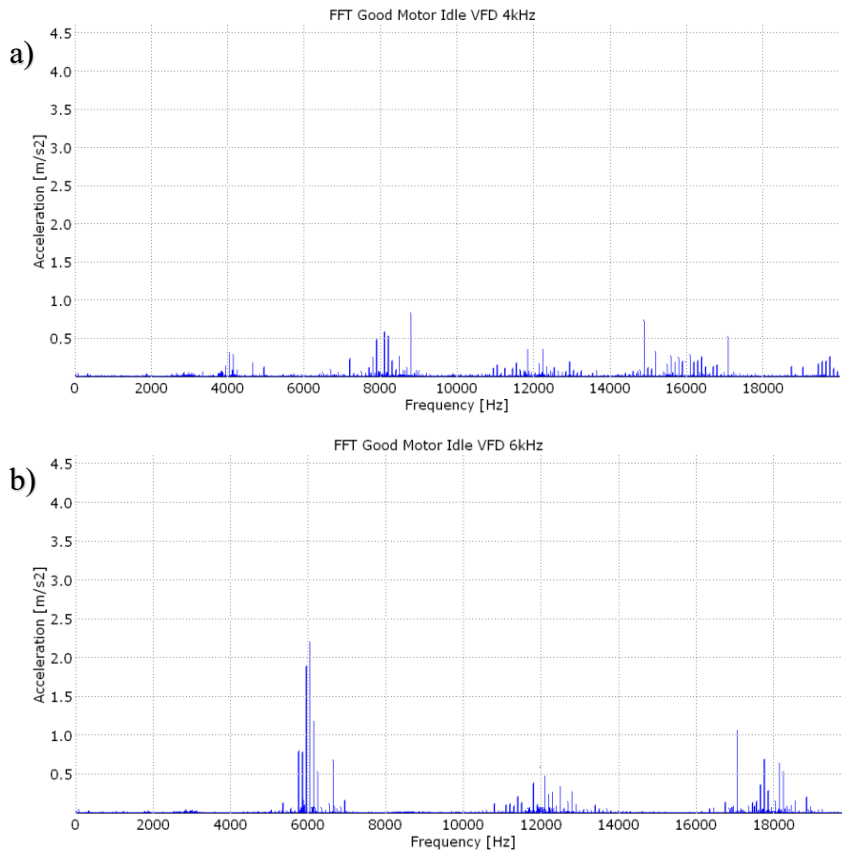 FFT Good Motor Idle VFD 4kHz
a)
4.5
4.0
3.5
3.0
2.5
2.0
1.5
1.0
0.5
Acceleration [m/s2]
0 2000 4000 6000 8000 10000 12000 14000 16000 18000
Frequency [Hz]
FFT Good Motor Idle VFD 6kHz
b)
4.5
4.0
3.5
3.0
2.5
2.0
1.5
1.0
0.5
Acceleration [m/s2]
0 2000 4000 6000 8000 10000 12000 14000 16000 18000
Frequency [Hz]